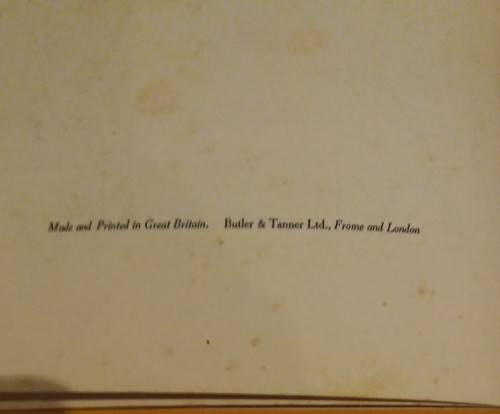 Made and Printed in Great Britain. Butler & Tanner Ltd., Frome and London